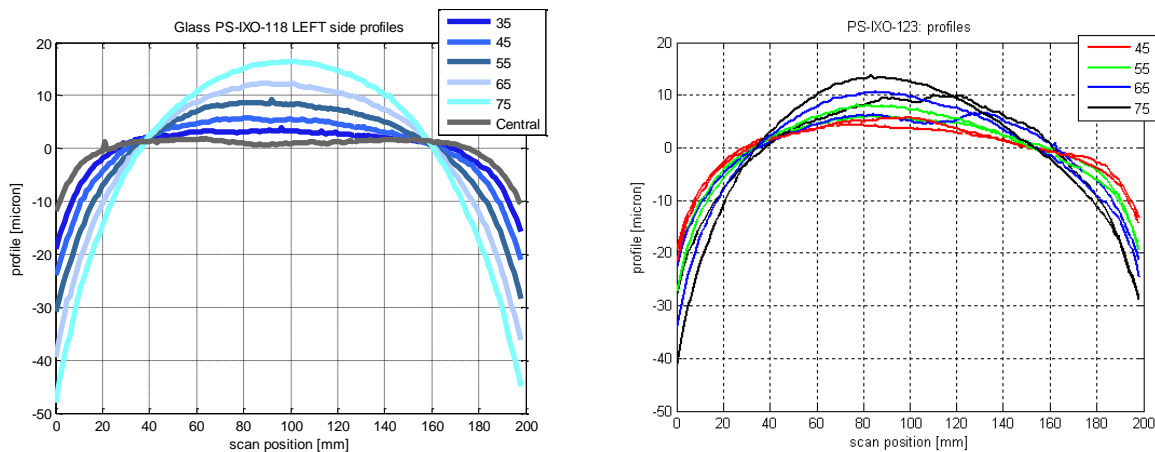 Glass PS-IXO-118 LEFT side profiles
35
45
55
65
75
Central
20
10
0
-10
-20
-30
-40
-50
profile [micron]
0 20 40 60 80 100 120 140 160 180 200
scan position [mm]
PS-IXO-123: profiles
45
55
65
75
20
10
0
-10
-20
-30
-40
-50
profile [micron]
0 20 40 60 80 100 120 140 160 180 200
scan position [mm]